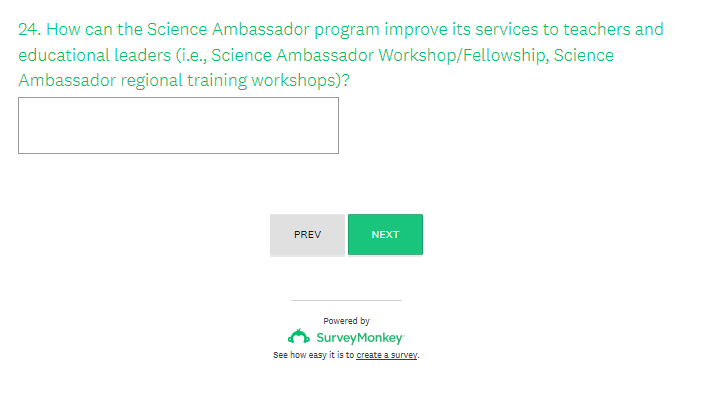 24. How can the Science Ambassador program improve its services to teachers and
educational leaders (i.e., Science Ambassador Workshop/Fellowship, Science
Ambassador regional training workshops)?
PREV
NEXT
Powered by
SurveyMonkey
See how easy it is to create a survey.